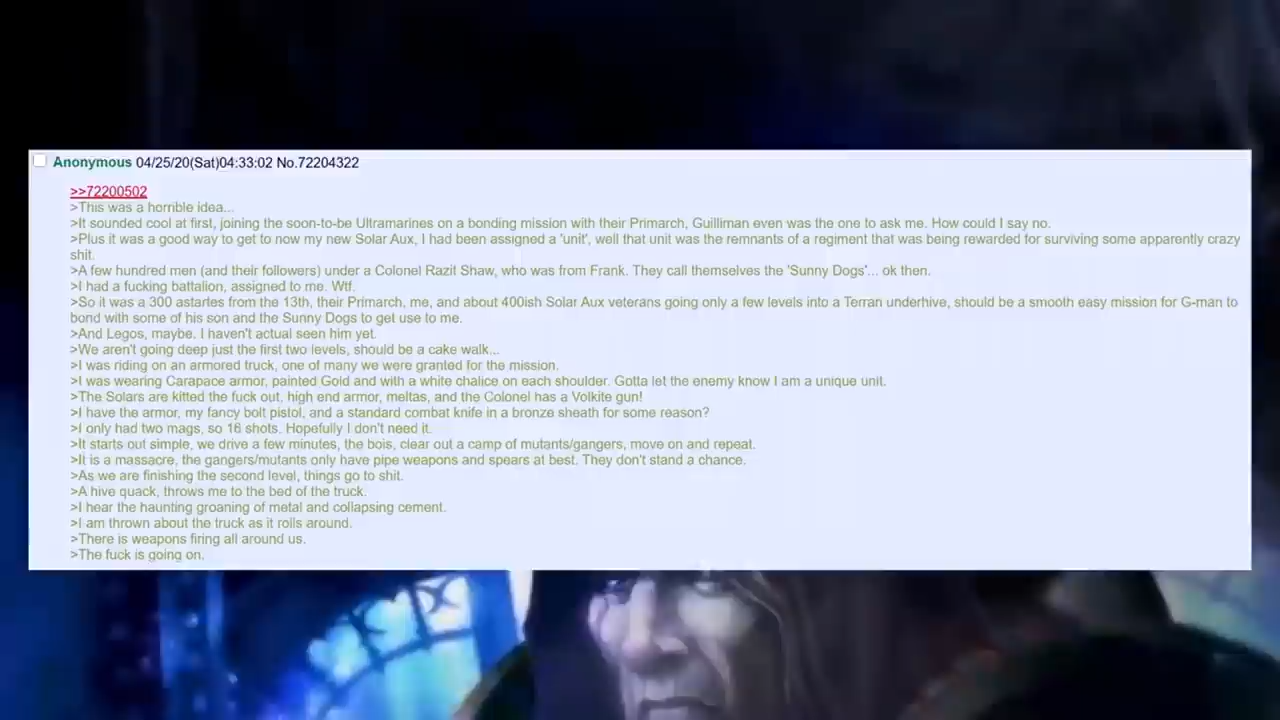 Anonymous 04/25/20(Sat)04:33:02 No.72204322
>>72200502
>This was a horrible idea...
>It sounded cool at first, joining the soon-to-be Ultramarines on a bonding mission with their Primarch, Guilliman even was the one to ask me. How could I say no.
>Plus it was a good way to get to now my new Solar Aux, I had been assigned a 'unit', well that unit was the remnants of a regiment that was being rewarded for surviving some apparently crazy
shit.
>A few hundred men (and their followers) under a Colonel Razit Shaw, who was from Frank. They call themselves the 'Sunny Dogs'... ok then.
>I had a fucking battalion, assigned to me. Wtf.
>So it was a 300 astartes from the 13th, their Primarch, me, and about 400ish Solar Aux veterans going only a few levels into a Terran underhive, should be a smooth easy mission for G-man to
bond with some of his son and the Sunny Dogs to get use to me.
>And Legos, maybe. I haven't actual seen him yet.
>We aren't going deep just the first two levels, should be a cake walk...
>I was riding on an armored truck, one of many we were granted for the mission.
>I was wearing Carapace armor, painted Gold and with a white chalice on each shoulder. Gotta let the enemy know I am a unique unit.
>The Solars are kitted the fuck out, high end armor, meltas, and the Colonel has a Volkite gun!
>I have the armor, my fancy bolt pistol, and a standard combat knife in a bronze sheath for some reason?
>I only had two mags, so 16 shots. Hopefully I don't need it.
>It starts out simple, we drive a few minutes, the bois, clear out a camp of mutants/gangers, move on and repeat.
>It is a massacre, the gangers/mutants only have pipe weapons and spears at best. They don't stand a chance.
>As we are finishing the second level, things go to shit.
>A hive quack, throws me to the bed of the truck.
>I hear the haunting groaning of metal and collapsing cement.
>I am thrown about the truck as it rolls around.
>There is weapons firing all around us.
>The fuck is going on.